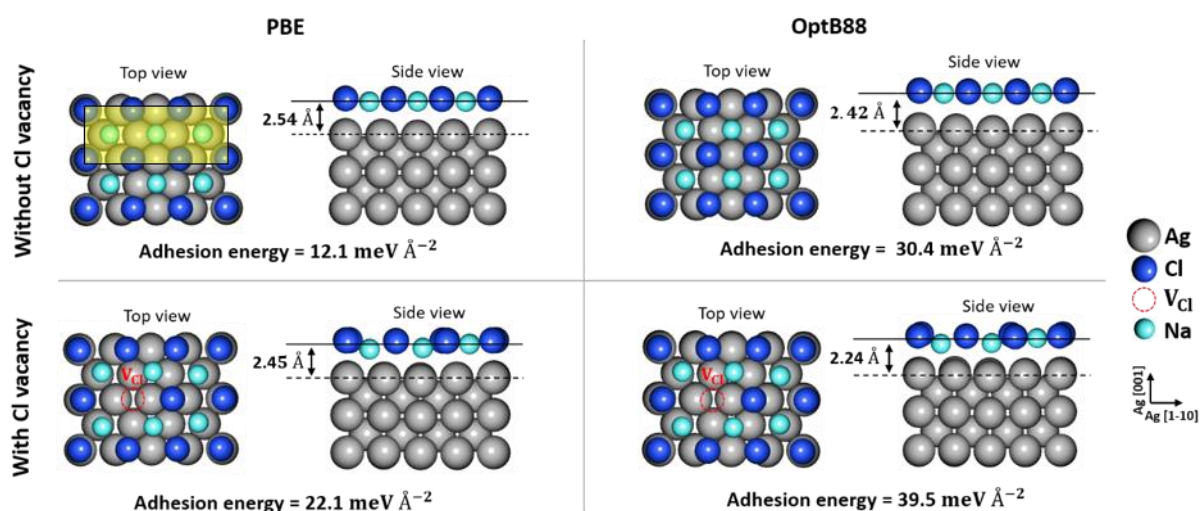 PBE
OptB88
Without Cl vacancy
Top view
Side view
2.54 Å
Adhesion energy = 12.1 meV Å⁻²
Top view
Side view
2.42 Å
Adhesion energy = 30.4 meV Å⁻²
With Cl vacancy
Top view
Side view
V_Cl
2.45 Å
Adhesion energy = 22.1 meV Å⁻²
Top view
Side view
V_Cl
2.24 Å
Adhesion energy = 39.5 meV Å⁻²
Ag
Cl
V_Cl
Na
Ag [001]
Ag [1-10]